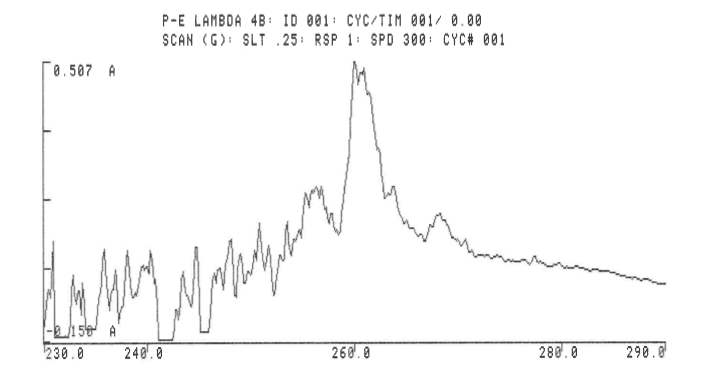 P-E LAMBDA 4B: ID 001: CYC/TIM 001/ 0.00
SCAN (G): SLT .25: RSP 1: SPD 300: CYC# 001
0.507 A
-0.150 A
230.0 240.0 260.0 280.0 290.0